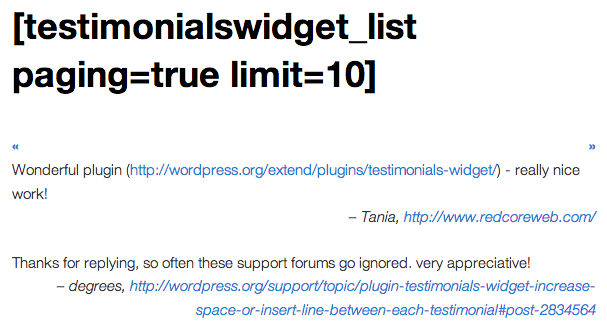 [testimonialswidget_list
paging=true limit=10]
« »
Wonderful plugin (http://wordpress.org/extend/plugins/testimonials-widget/) - really nice
work!
– Tania, http://www.redcoreweb.com/
Thanks for replying, so often these support forums go ignored. very appreciative!
– degrees, http://wordpress.org/support/topic/plugin-testimonials-widget-increase-
space-or-insert-line-between-each-testimonial#post-2834564